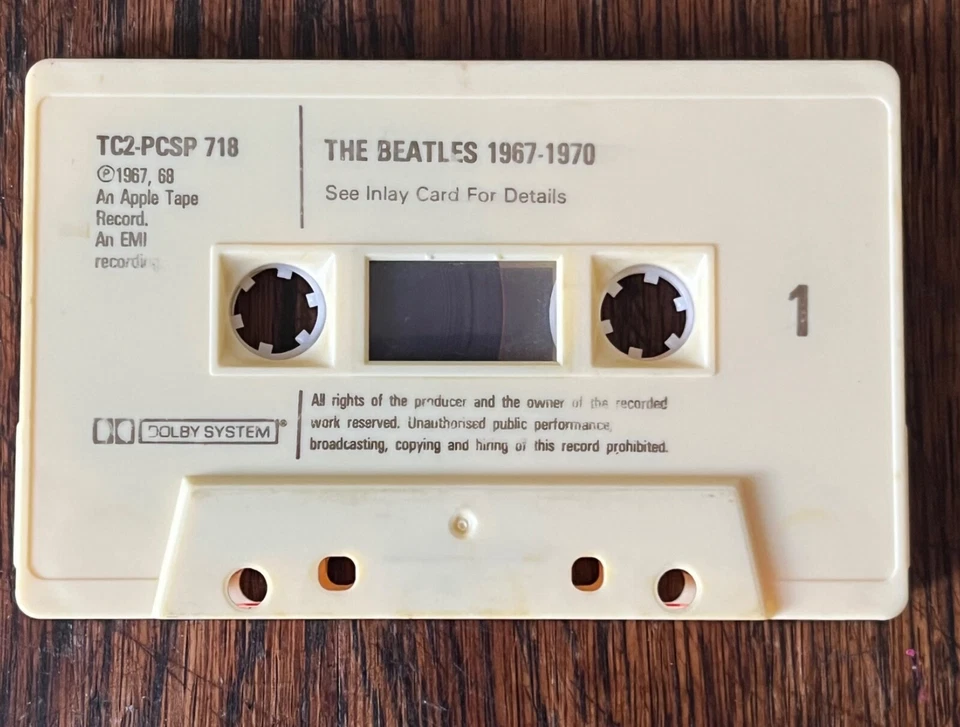 TC2-PCSP 718
℗1967, 68
An Apple Tape
Record.
An EMI
recording
THE BEATLES 1967-1970
See Inlay Card For Details
1
All rights of the producer and the owner of the recorded
work reserved. Unauthorised public performance,
broadcasting, copying and hiring of this record prohibited.
DOLBY SYSTEM®